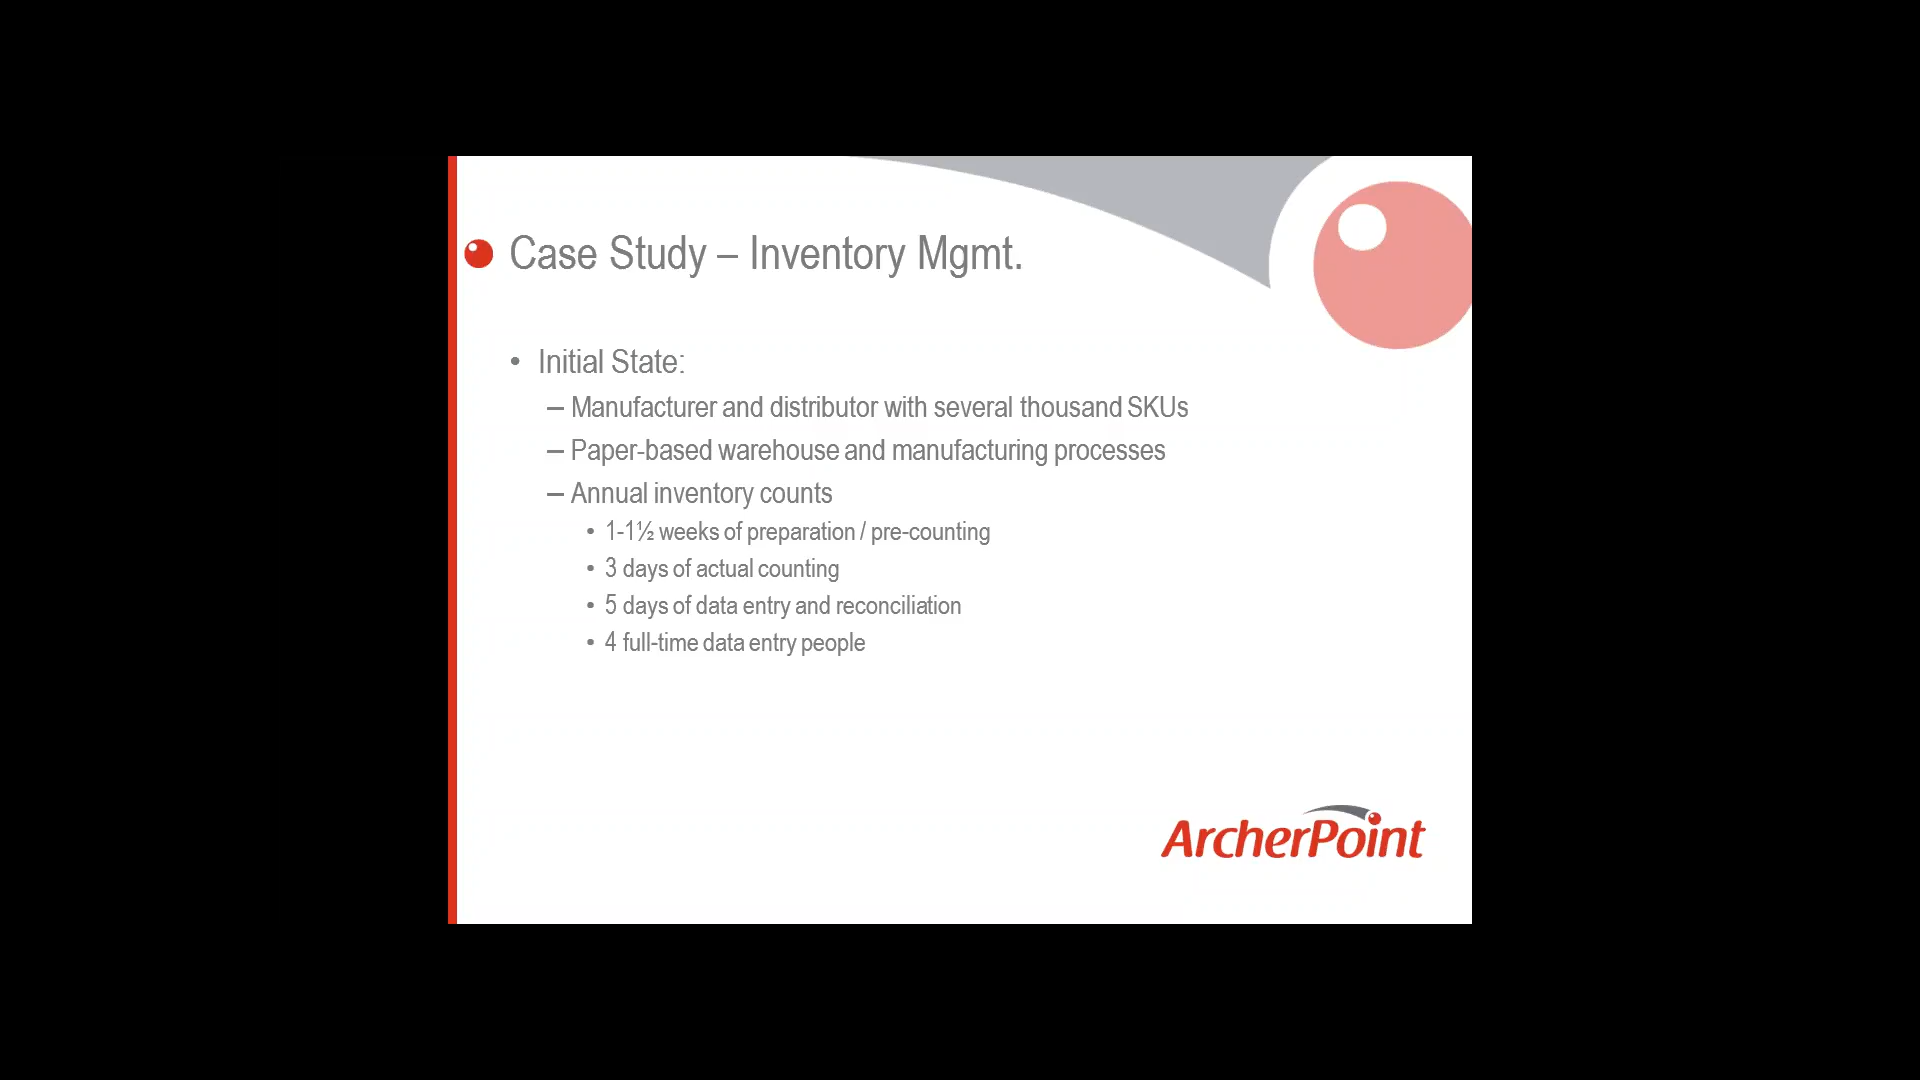 Case Study – Inventory Mgmt.
• Initial State:
– Manufacturer and distributor with several thousand SKUs
– Paper-based warehouse and manufacturing processes
– Annual inventory counts
• 1-1½ weeks of preparation / pre-counting
• 3 days of actual counting
• 5 days of data entry and reconciliation
• 4 full-time data entry people
ArcherPoint